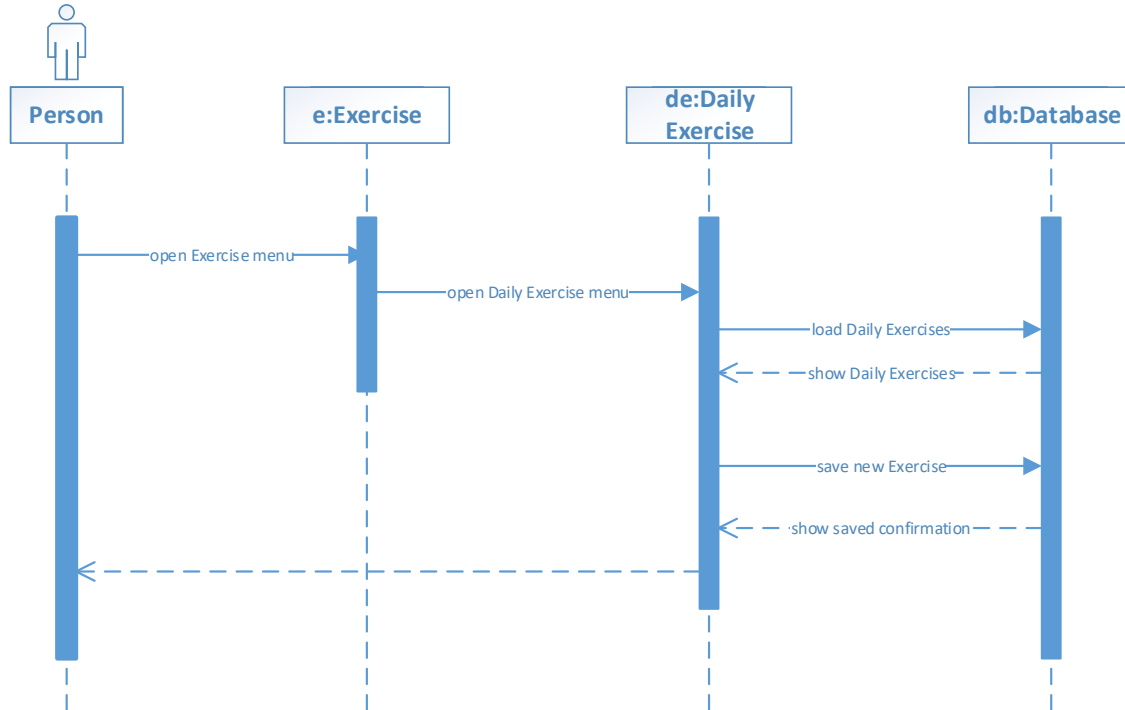 Person
e:Exercise
de:Daily
Exercise
db:Database
open Exercise menu
open Daily Exercise menu
load Daily Exercises
show Daily Exercises
save new Exercise
show saved confirmation